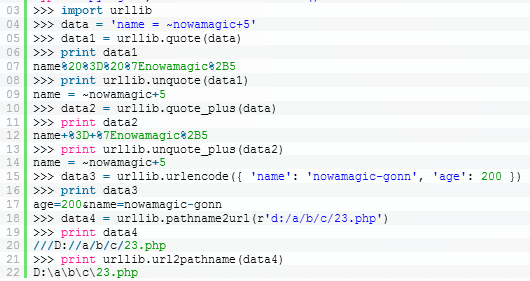 03 >>> import urllib
04 >>> data = 'name = ~nowamagic+5'
05 >>> data1 = urllib.quote(data)
06 >>> print data1
07 name%20%3D%20%7Enowamagic%2B5
08 >>> print urllib.unquote(data1)
09 name = ~nowamagic+5
10 >>> data2 = urllib.quote_plus(data)
11 >>> print data2
12 name+%3D+%7Enowamagic%2B5
13 >>> print urllib.unquote_plus(data2)
14 name = ~nowamagic+5
15 >>> data3 = urllib.urlencode({ 'name': 'nowamagic-gonn', 'age': 200 })
16 >>> print data3
17 age=200&name=nowamagic-gonn
18 >>> data4 = urllib.pathname2url(r'd:/a/b/c/23.php')
19 >>> print data4
20 ///D://a/b/c/23.php
21 >>> print urllib.url2pathname(data4)
22 D:\a\b\c\23.php